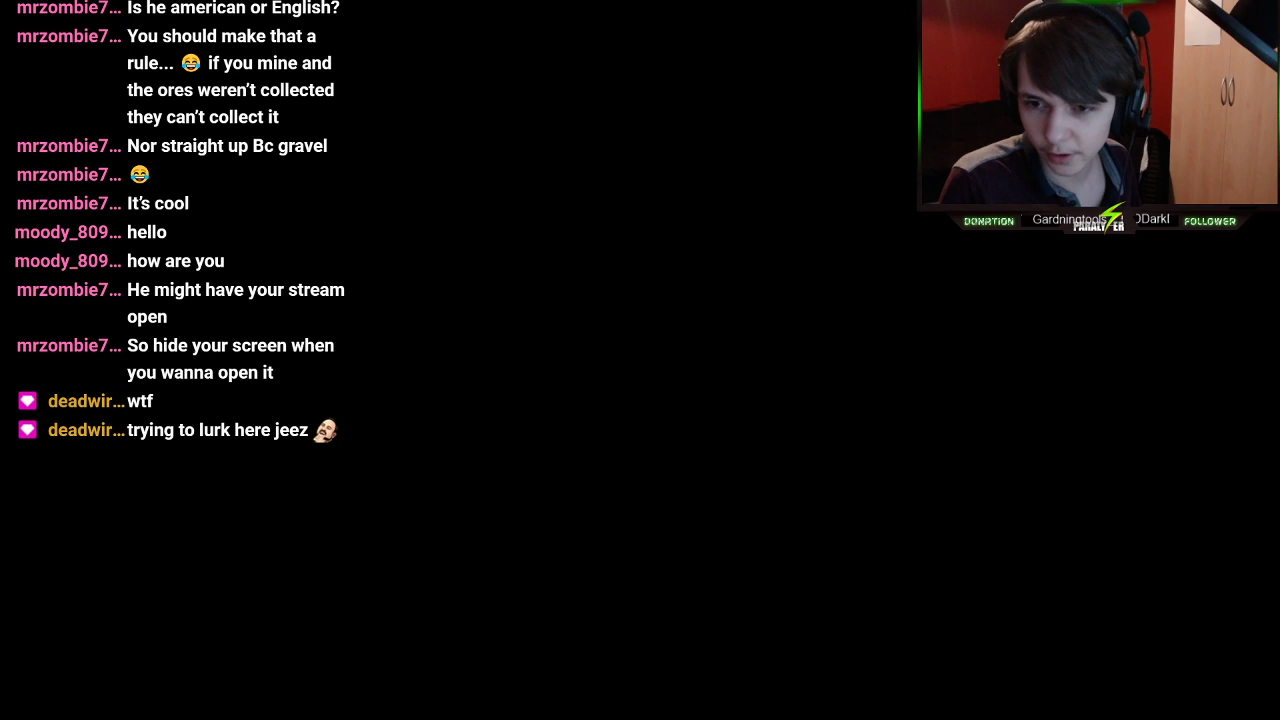 mrzombie7… Is he american or English?
mrzombie7… You should make that a
rule... 😂 if you mine and
the ores weren’t collected
they can’t collect it
mrzombie7… Nor straight up Bc gravel
mrzombie7… 😂
mrzombie7… It’s cool
moody_809… hello
moody_809… how are you
mrzombie7… He might have your stream
open
mrzombie7… So hide your screen when
you wanna open it
deadwir… wtf
deadwir… trying to lurk here jeez
DONATION Gardningtools DDarkI FOLLOWER